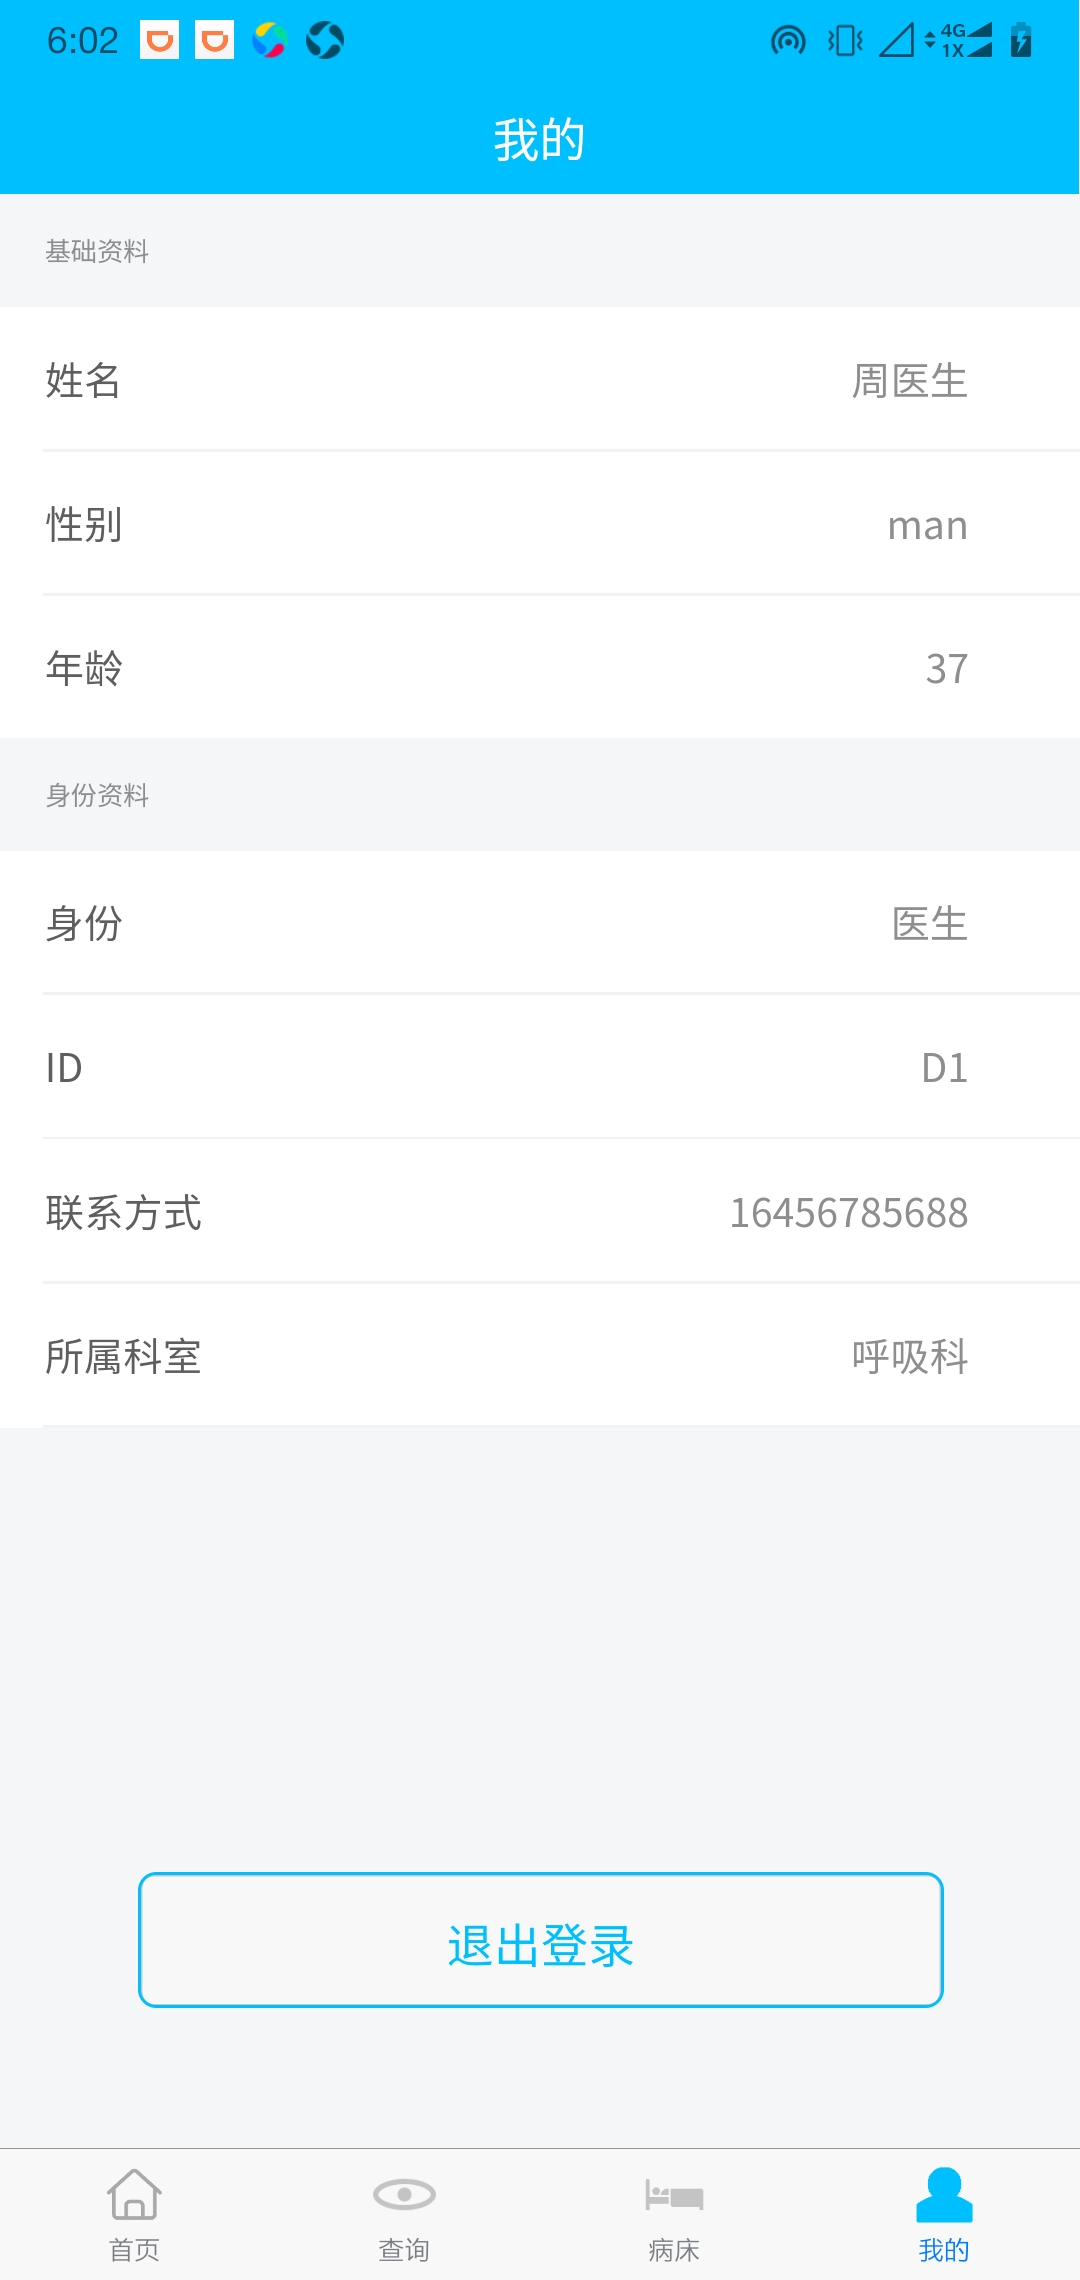 6:02
4G
1X
我的
基础资料
姓名 周医生
性别 man
年龄 37
身份资料
身份 医生
ID D1
联系方式 16456785688
所属科室 呼吸科
退出登录
首页 查询 病床 我的